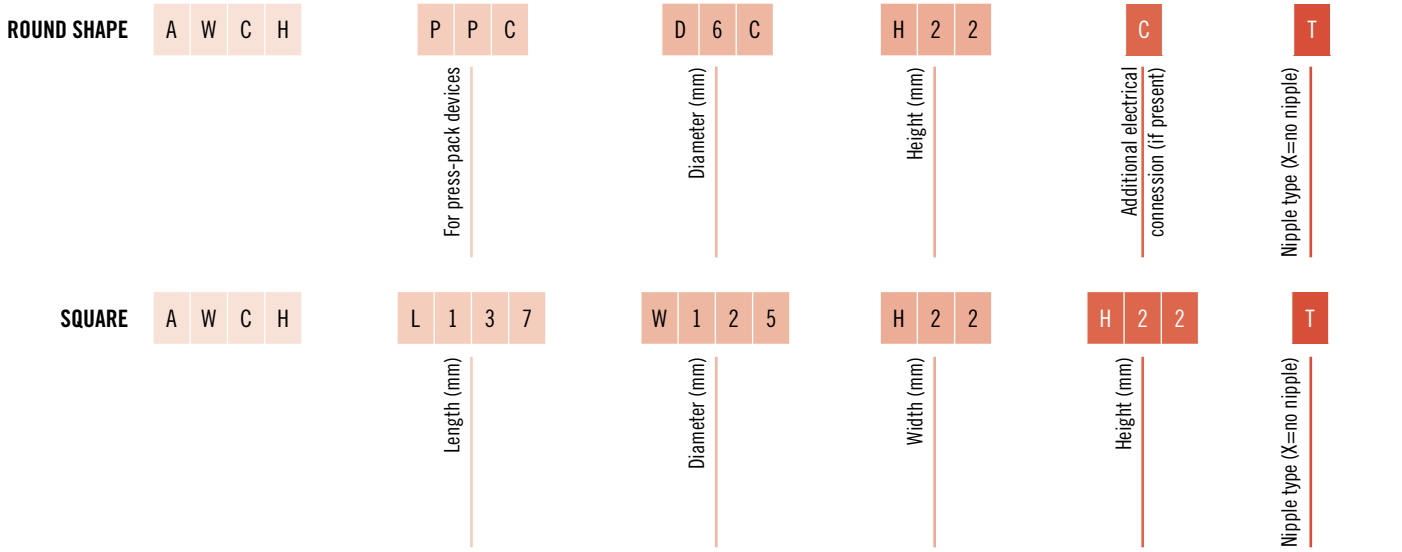 ROUND SHAPE A W C H P P C D 6 C H 2 2 C T
For press-pack devices
Diameter (mm)
Height (mm)
Additional electrical
connession (if present)
Nipple type (X=no nipple)
SQUARE A W C H L 1 3 7 W 1 2 5 H 2 2 H 2 2 T
Length (mm)
Diameter (mm)
Width (mm)
Height (mm)
Nipple type (X=no nipple)